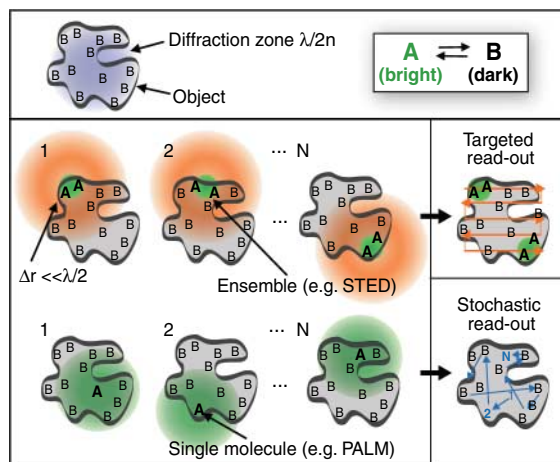 Diffraction zone λ/2n
Object
A ⇌ B
(bright) (dark)
B B B B B B B B B B B B
1 2 ... N
A A B B B B B B B B B B
B A A B B B B B B B B
B B B B B B B B B A A
Δr <<λ/2
Ensemble (e.g. STED)
Targeted
read-out
A A B B B B B B B A A
1 2 ... N
B B B B B B A B B B B
B B B B B B B A B B B
A B B B B B B B B B
Single molecule (e.g. PALM)
Stochastic
read-out
B B N B B B B B 2 B B